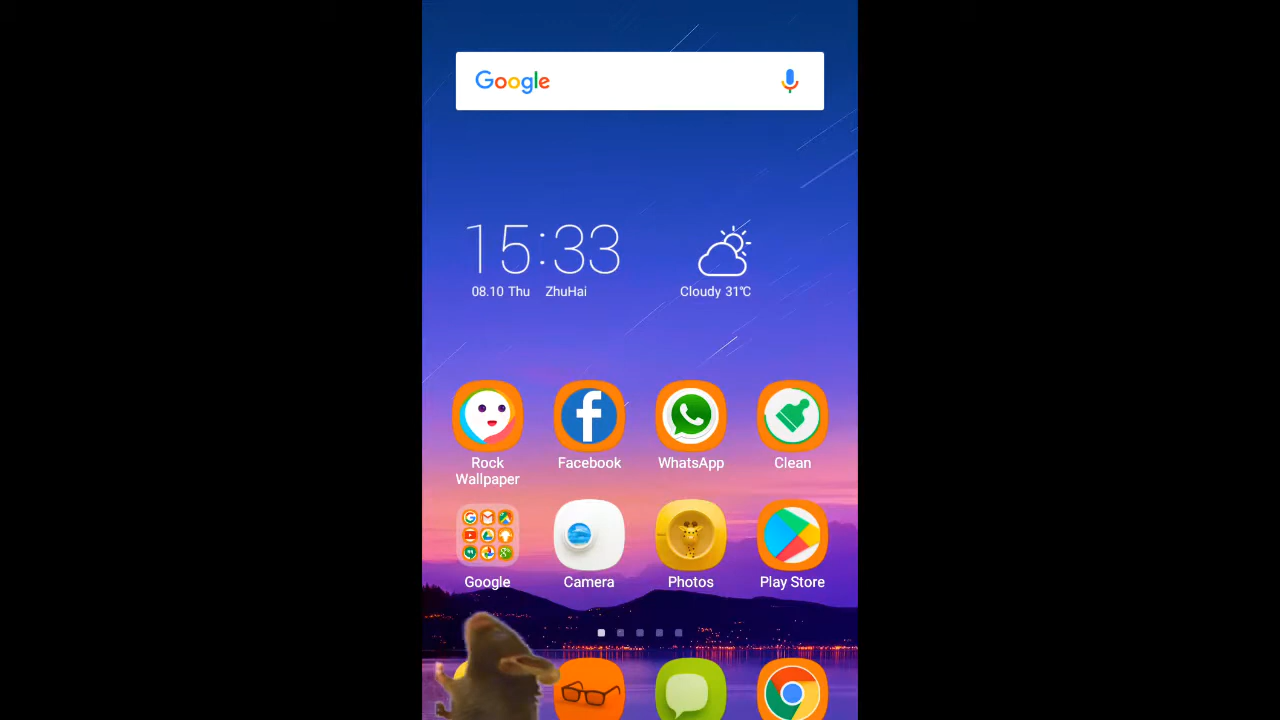 Google
15:33
08.10 Thu ZhuHai
Cloudy 31℃
Rock Wallpaper
Facebook
WhatsApp
Clean
Google
Camera
Photos
Play Store